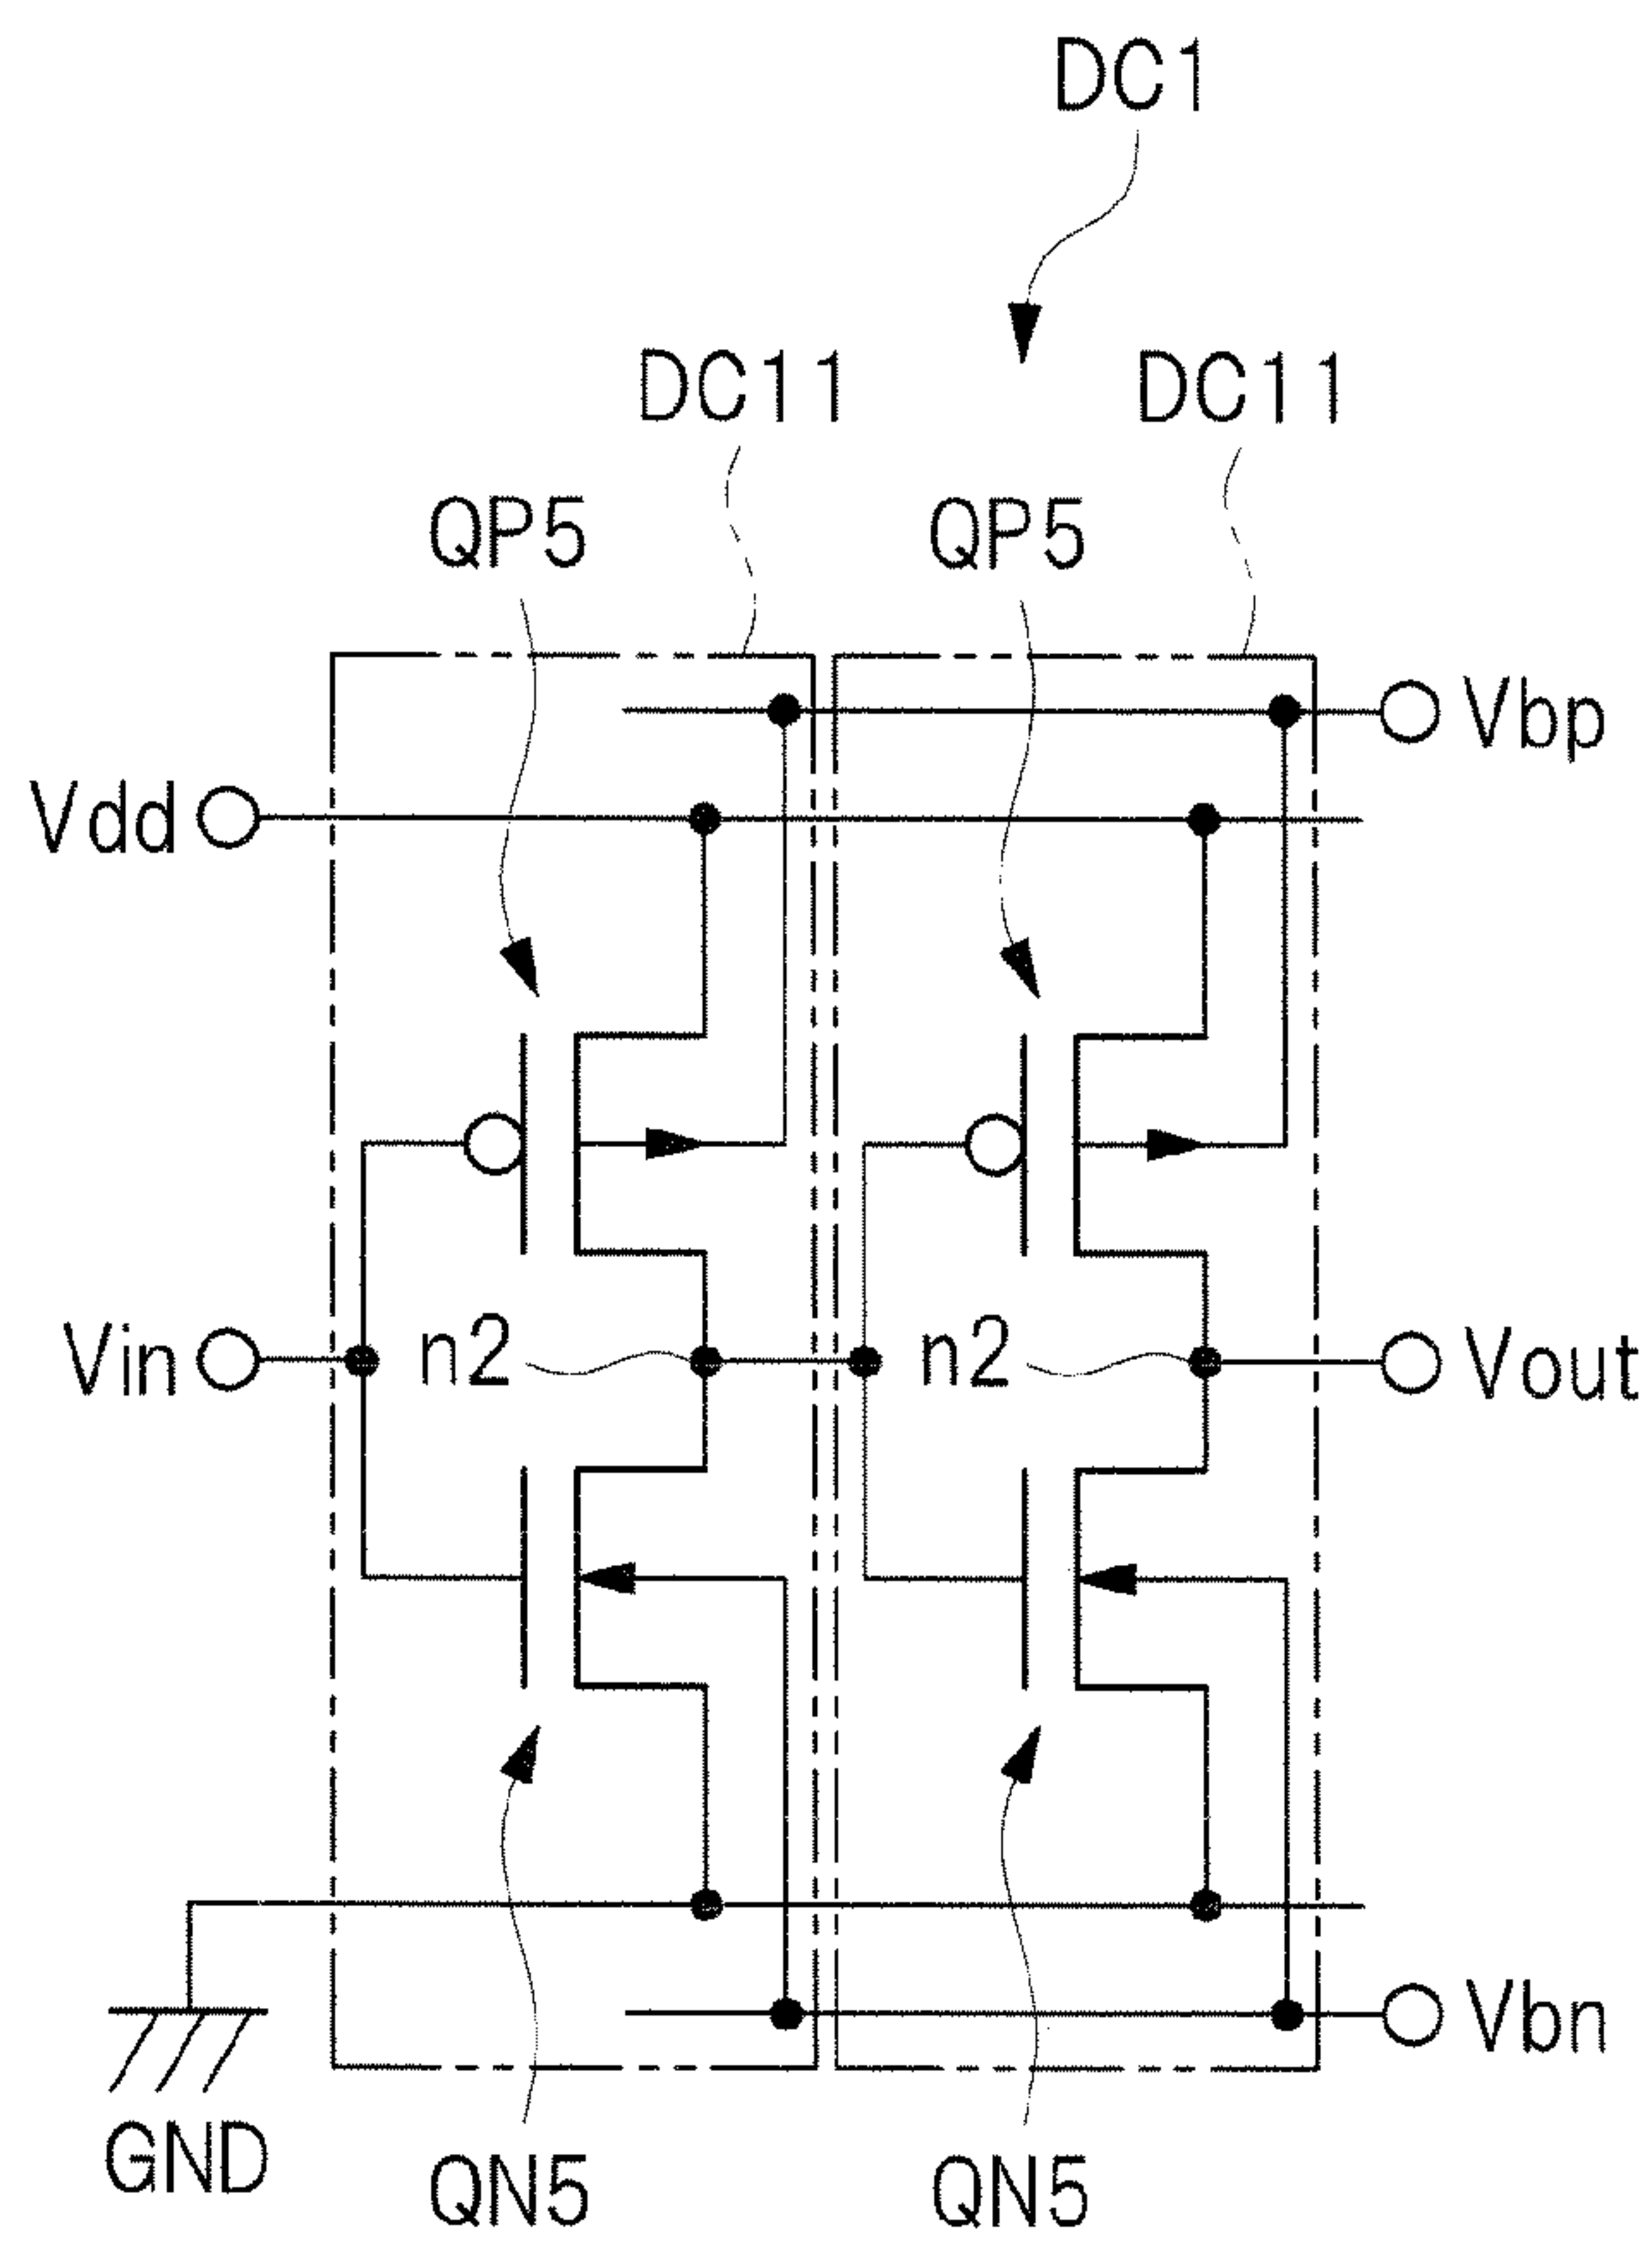 DC1
DC11 DC11
QP5 QP5
Vbp
Vdd
Vin n2 n2 Vout
Vbn
GND
QN5 QN5